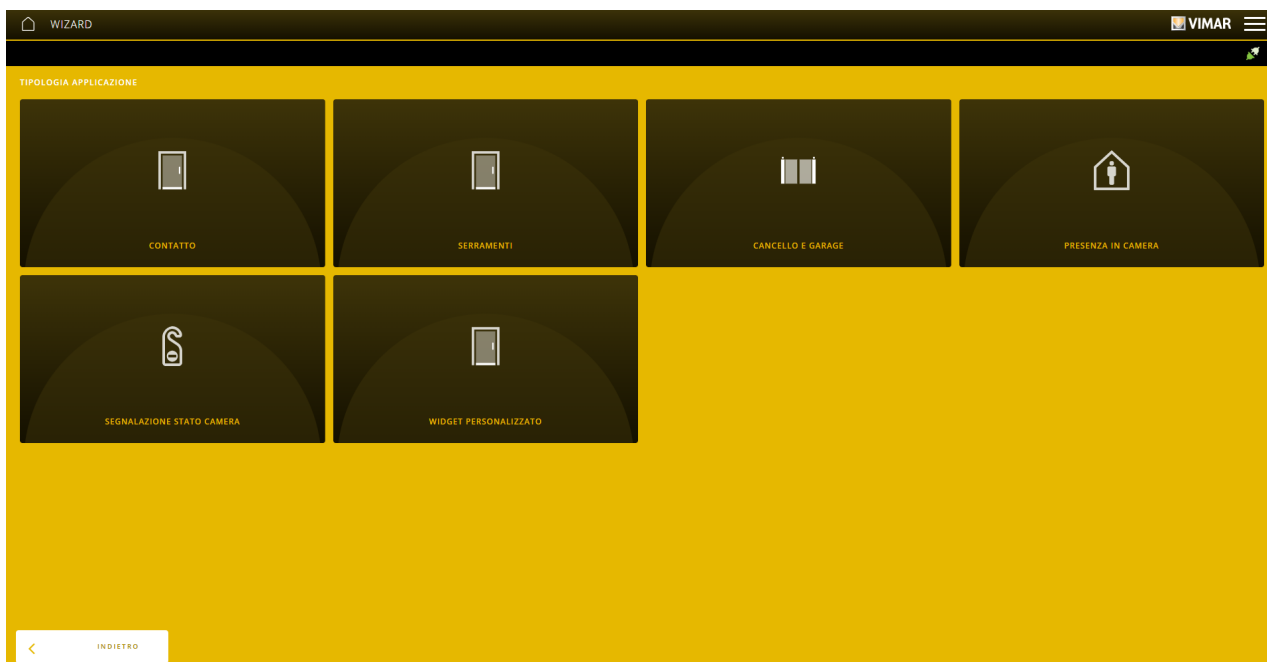 WIZARD
VIMAR
TIPOLOGIA APPLICAZIONE
CONTATTO
SERRAMENTI
CANCELLO E GARAGE
PRESENZA IN CAMERA
SEGNALAZIONE STATO CAMERA
WIDGET PERSONALIZZATO
INDIETRO